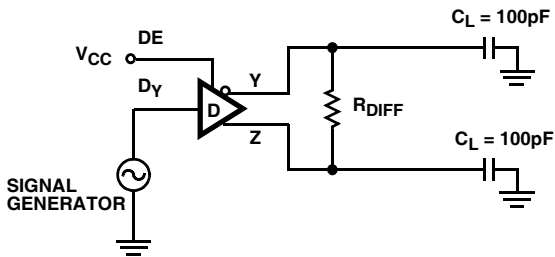 C_L = 100pF
DE
V_CC
D_Y
Y
D
R_DIFF
Z
C_L = 100pF
SIGNAL
GENERATOR